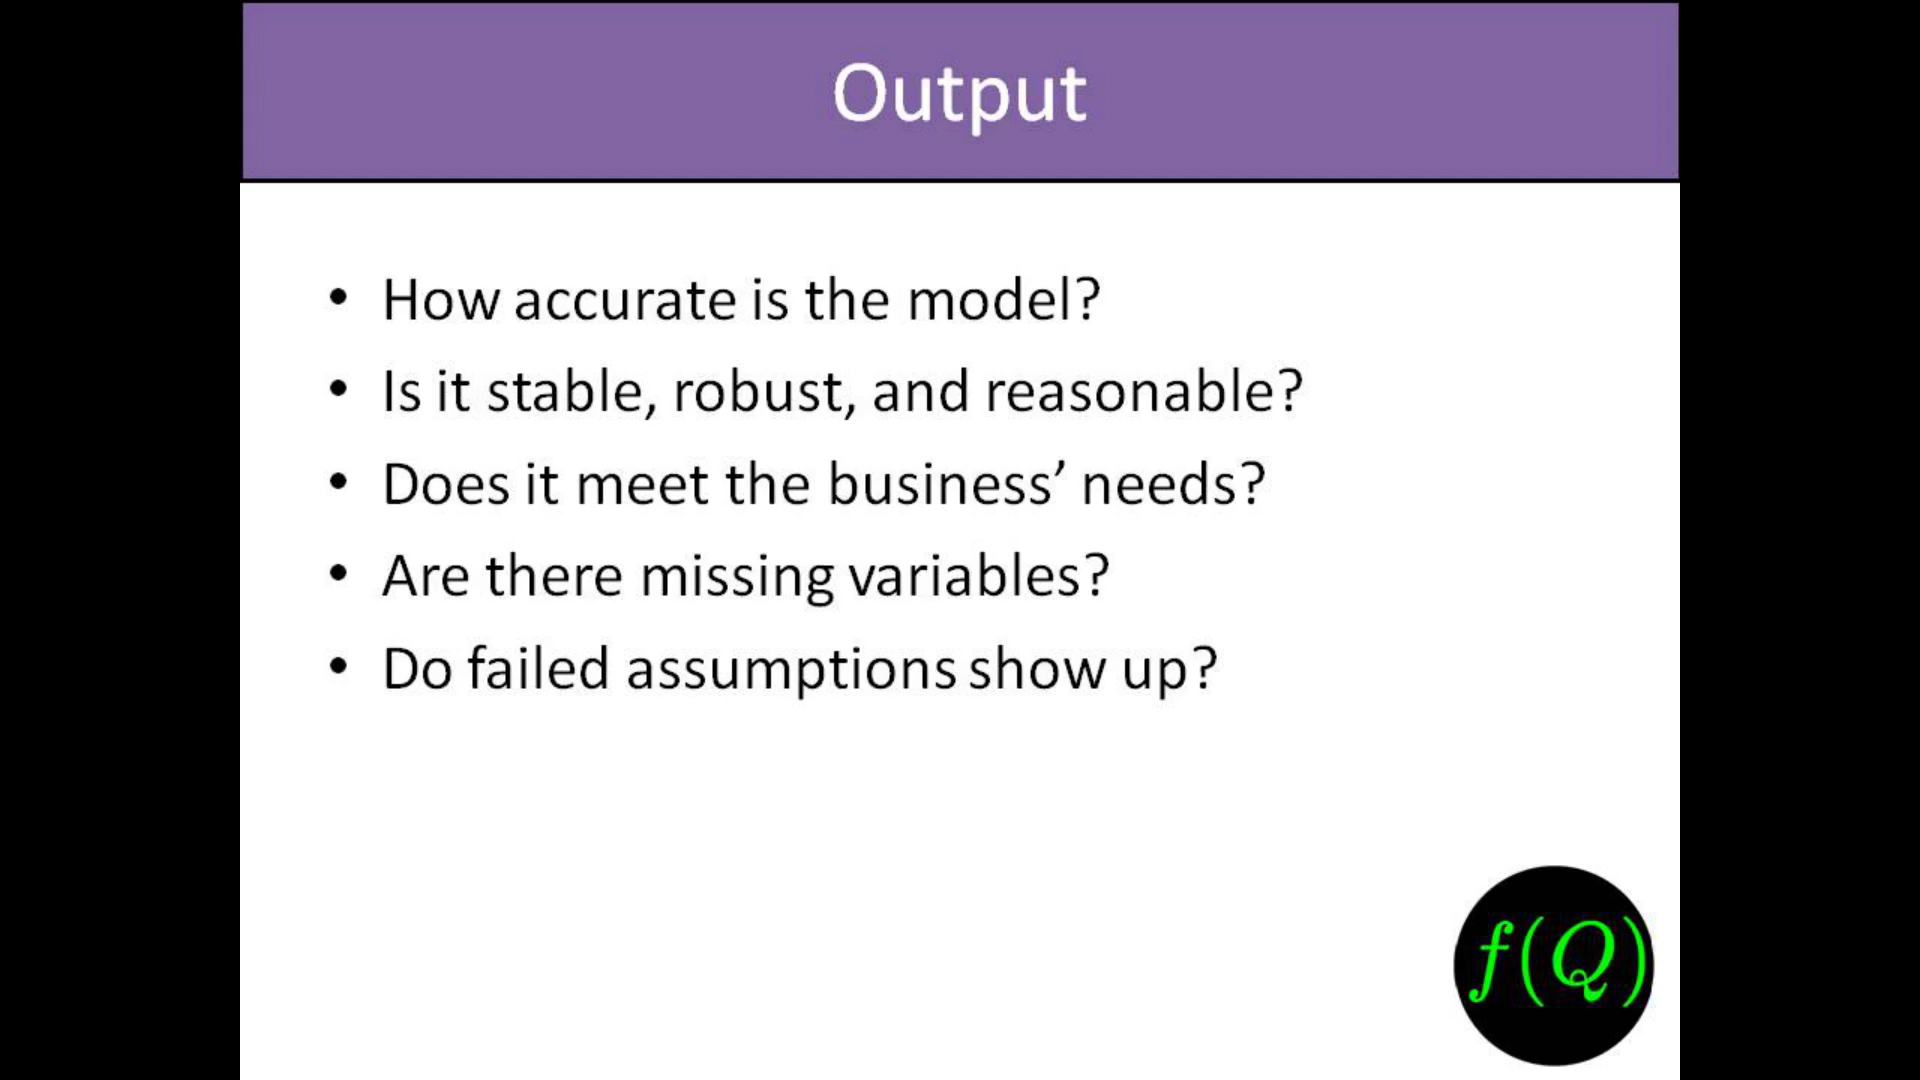 Output
• How accurate is the model?
• Is it stable, robust, and reasonable?
• Does it meet the business’ needs?
• Are there missing variables?
• Do failed assumptions show up?
f(Q)